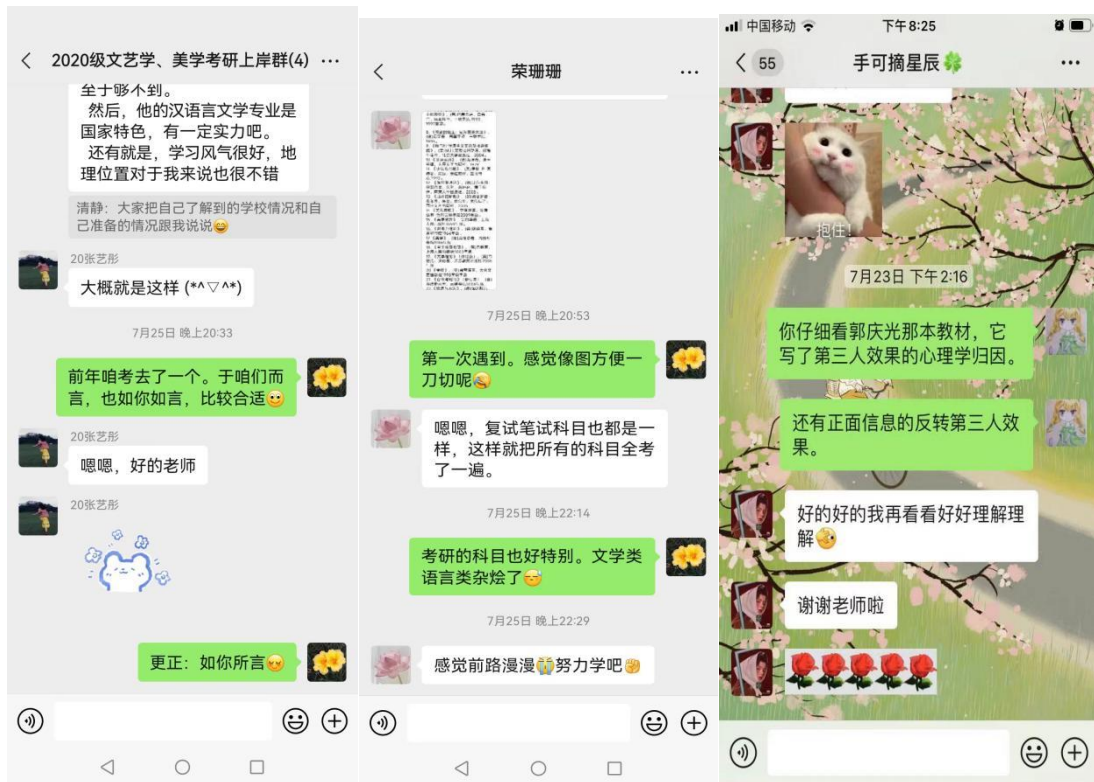 2020级文艺学、美学考研上岸群(4)
至于够不到。
然后，他的汉语言文学专业是
国家特色，有一定实力吧。
还有就是，学习风气很好，地
理位置对于我来说也很不错
清静：大家把自己了解到的学校情况和自
己准备的情况跟我说说😄
20张艺彤
大概就是这样 (*^▽^*)
7月25日 晚上20:33
前年咱考去了一个。于咱们而
言，也如你如言，比较合适🙂
20张艺彤
嗯嗯，好的老师
20张艺彤
更正：如你所言
荣珊珊
7月25日 晚上20:53
第一次遇到。感觉像图方便一
刀切呢
嗯嗯，复试笔试科目也都是一
样，这样就把所有的科目全考
了一遍。
7月25日 晚上22:14
考研的科目也好特别。文学类
语言类杂烩了
7月25日 晚上22:29
感觉前路漫漫😭努力学吧✊
中国移动 下午8:25
55 手可摘星辰🍀
抱住！
7月23日 下午2:16
你仔细看郭庆光那本教材，它
写了第三人效果的心理学归因。
还有正面信息的反转第三人效
果。
好的好的我再看看好好理解理
解
谢谢老师啦
🌹🌹🌹🌹🌹